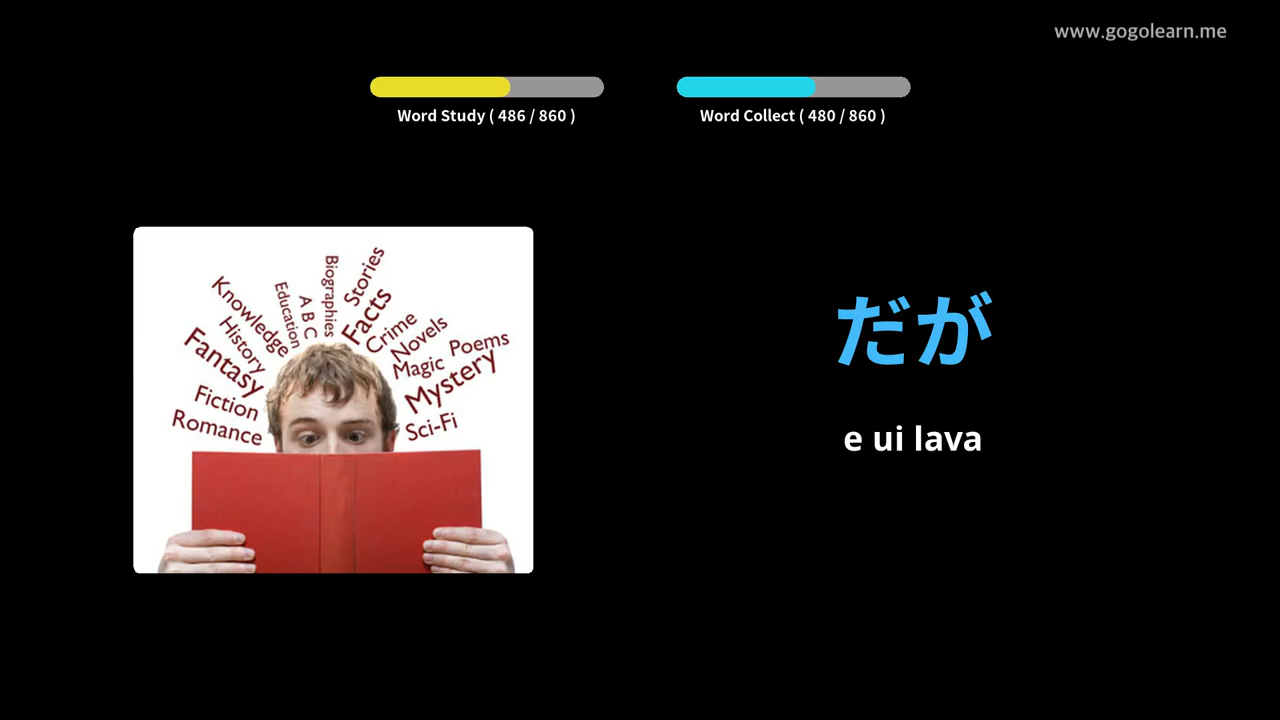 www.gogolearn.me
Word Study ( 486 / 860 )
Word Collect ( 480 / 860 )
Biographies
Stories
Education
A B C
Facts
Knowledge
Crime
History
Novels
Fantasy
Magic
Poems
Mystery
Fiction
Romance
Sci-Fi
だが
e ui lava